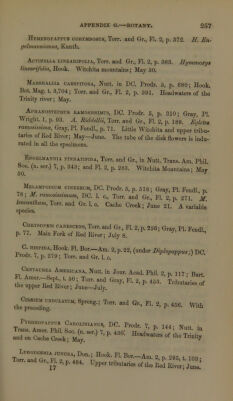 APPENDIX G.—BOTANY. 257
HYMENOPAPPUS CORYMBOSUS, Torr. and Gr., Fl. 2, p. 372. H. En-
gelmannianus, Kunth.
ACTINELLA LINEARIFOLIA, Torr. and Gr., Fl. 2, p. 383. Hymenoxys
linearifolia, Hook. Witchita mountains; May 30.
MARSHALLIA CÆSPITOSA, Nutt. in DC. Prodr. 5, p. 680; Hook.
Bot. Mag. t. 3,704; Torr. and Gr., Fl. 2, p. 391. Headwaters of the
Trinity river; May.
APHANOSTEPHUS RAMOSISSIMUS, DC. Prodr. 5, p. 310; Gray, Pl.
Wright. 1, p. 93. A. Riddellii, Torr. and Gr., Fl. 2, p. 189. Egletes
ramosissima, Gray, Pl. Fendl., p. 71. Little Witchita and upper tribu-
taries of Red River; May—June. The tube of the disk flowers is indu-
rated in all the specimens.
ENGELMANNIA PINNATIFIDA, Torr. and Gr., in Nutt. Trans. Am. Phil.
Soc. (n. ser.) 7, p. 343; and Fl. 2, p. 283. Witchita Mountains; May
30.
MELAMPODIUM CINEREUM, DC. Prodr. 5, p. 518; Gray, Pl. Fendl., p.
78; M. ramosissimum, DC. l. c., Torr. and Gr., Fl. 2, p. 271. M.
leucanthum, Torr. and Gr. l. c. Cache Creek; June 21. A variable
species.
CHRYSOPSIS CANESCENS, Torr. and Gr., Fl. 2, p. 256; Gray, Pl. Fendl.,
p. 77. Main Fork of Red River; July 8.
C. HISPIDA, Hook. Fl. Bor.—Am. 2, p. 22, (under Diplopappus;) DC.
Prodr. 7, p. 279; Torr. and Gr. l. c.
CENTAUREA AMERICANA, Nutt. in Jour. Acad. Phil. 2, p. 117; Bart.
Fl. Amer.—Sept., t. 50; Torr. and Gray, Fl. 2, p. 453. Tributaries of
the upper Red River; June—July.
CIRSIUM UNDULATUM, Spreng.; Torr. and Gr., Fl. 2, p. 456. With
the preceding.
PYRRHOPAPPUS CAROLINIANUS, DC. Prodr. 7, p. 144; Nutt. in
Trans. Amer. Phil. Soc. (n. ser.) 7, p. 430. Headwaters of the Trinity
and on Cache Creek; May.
LYGODESMIA JUNCEA, Don.; Hook. Fl. Bor.—Am. 2, p. 295, t. 103;
Torr. and Gr., Fl. 2, p. 484. Upper tributaries of the Red River; June.
17